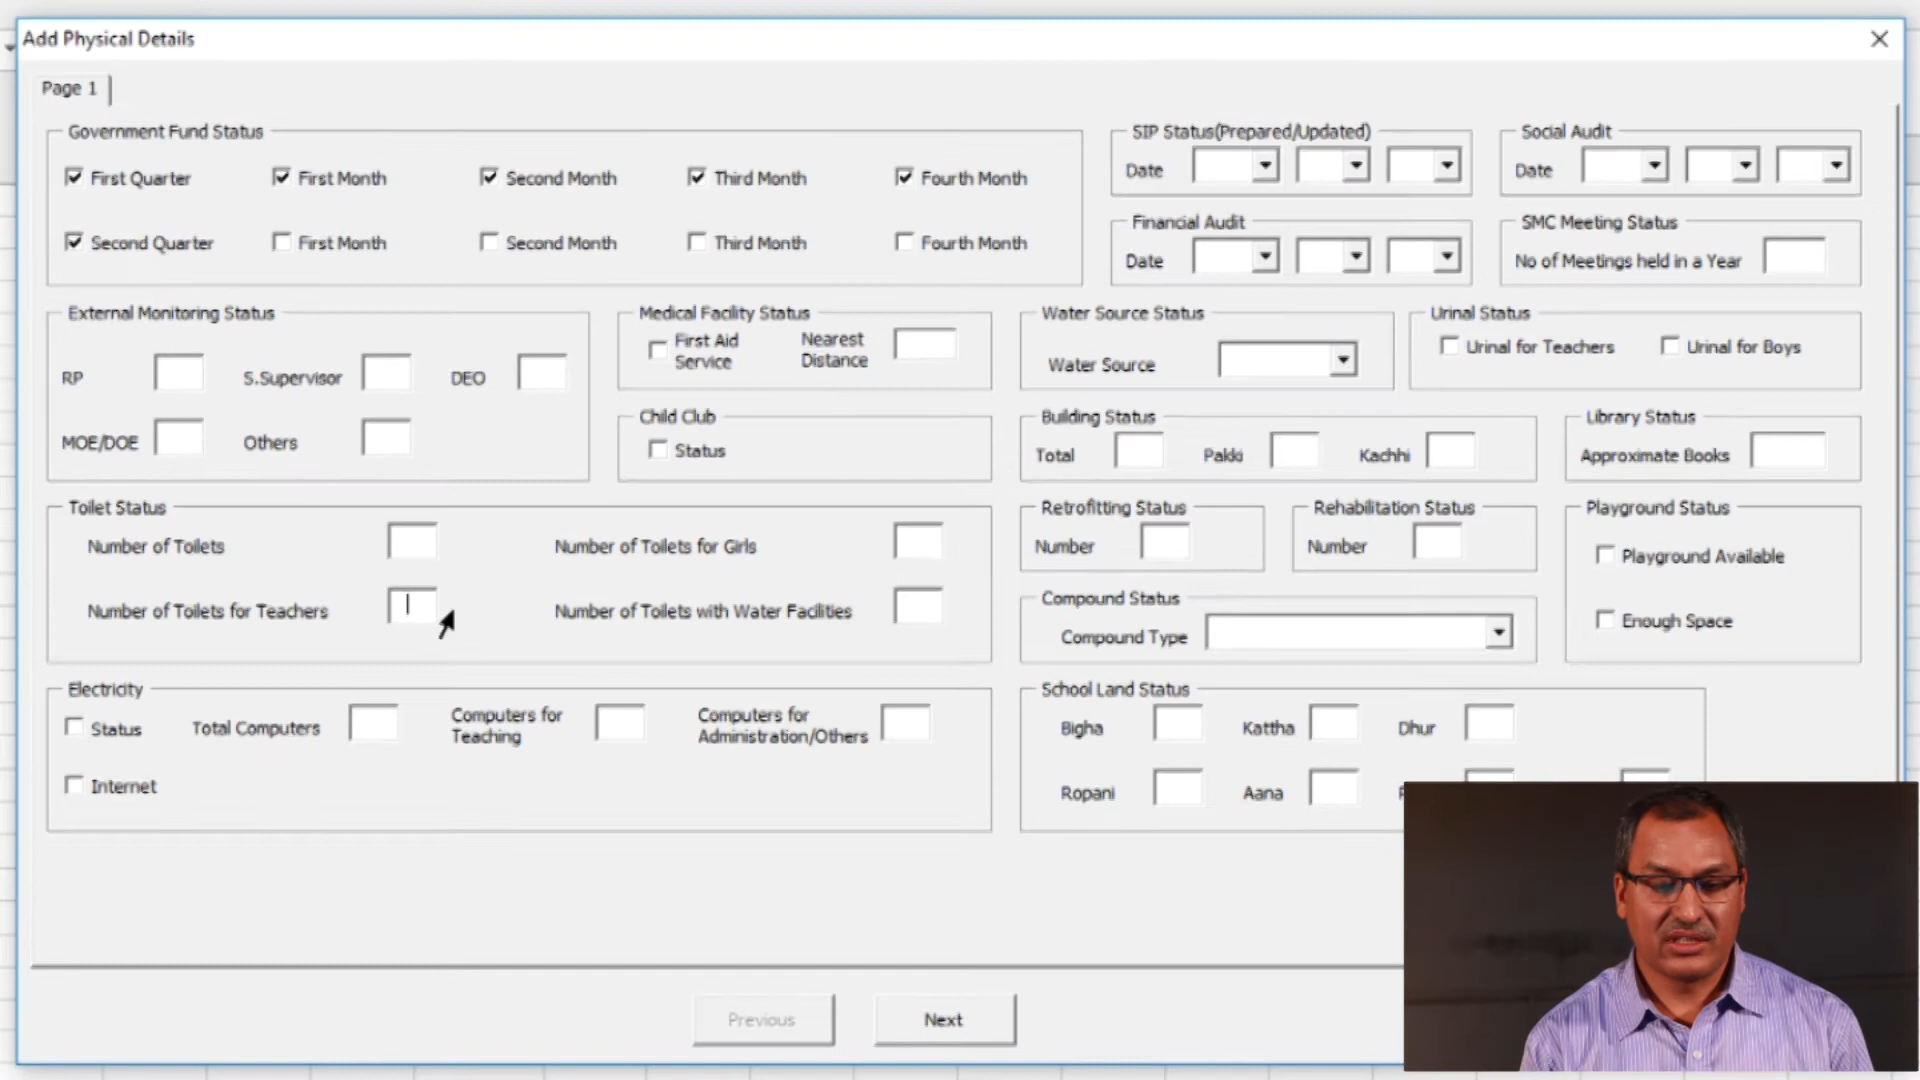 Add Physical Details
Page 1
Government Fund Status
First Quarter First Month Second Month Third Month Fourth Month
Second Quarter First Month Second Month Third Month Fourth Month
SIP Status(Prepared/Updated)
Date
Social Audit
Date
Financial Audit
Date
SMC Meeting Status
No of Meetings held in a Year
External Monitoring Status
RP S.Supervisor DEO
MOE/DOE Others
Medical Facility Status
First Aid
Service
Nearest
Distance
Child Club
Status
Water Source Status
Water Source
Urinal Status
Urinal for Teachers Urinal for Boys
Building Status
Total Pakki Kachhi
Library Status
Approximate Books
Toilet Status
Number of Toilets Number of Toilets for Girls
Number of Toilets for Teachers Number of Toilets with Water Facilities
Retrofitting Status
Number
Rehabilitation Status
Number
Playground Status
Playground Available
Enough Space
Compound Status
Compound Type
Electricity
Status Total Computers
Computers for
Teaching
Computers for
Administration/Others
Internet
School Land Status
Bigha Kattha Dhur
Ropani Aana
Previous Next